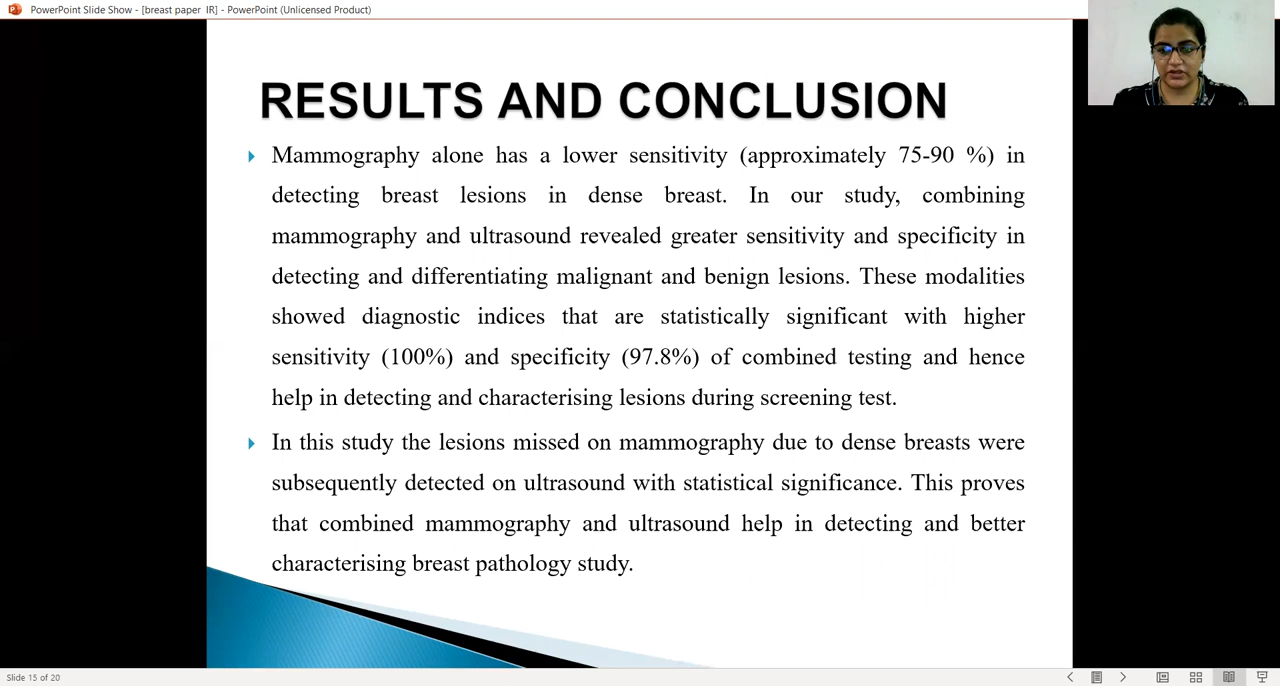 PowerPoint Slide Show - [breast paper IR] - PowerPoint (Unlicensed Product)
RESULTS AND CONCLUSION
Mammography alone has a lower sensitivity (approximately 75-90 %) in
detecting breast lesions in dense breast. In our study, combining
mammography and ultrasound revealed greater sensitivity and specificity in
detecting and differentiating malignant and benign lesions. These modalities
showed diagnostic indices that are statistically significant with higher
sensitivity (100%) and specificity (97.8%) of combined testing and hence
help in detecting and characterising lesions during screening test.
In this study the lesions missed on mammography due to dense breasts were
subsequently detected on ultrasound with statistical significance. This proves
that combined mammography and ultrasound help in detecting and better
characterising breast pathology study.
Slide 15 of 20